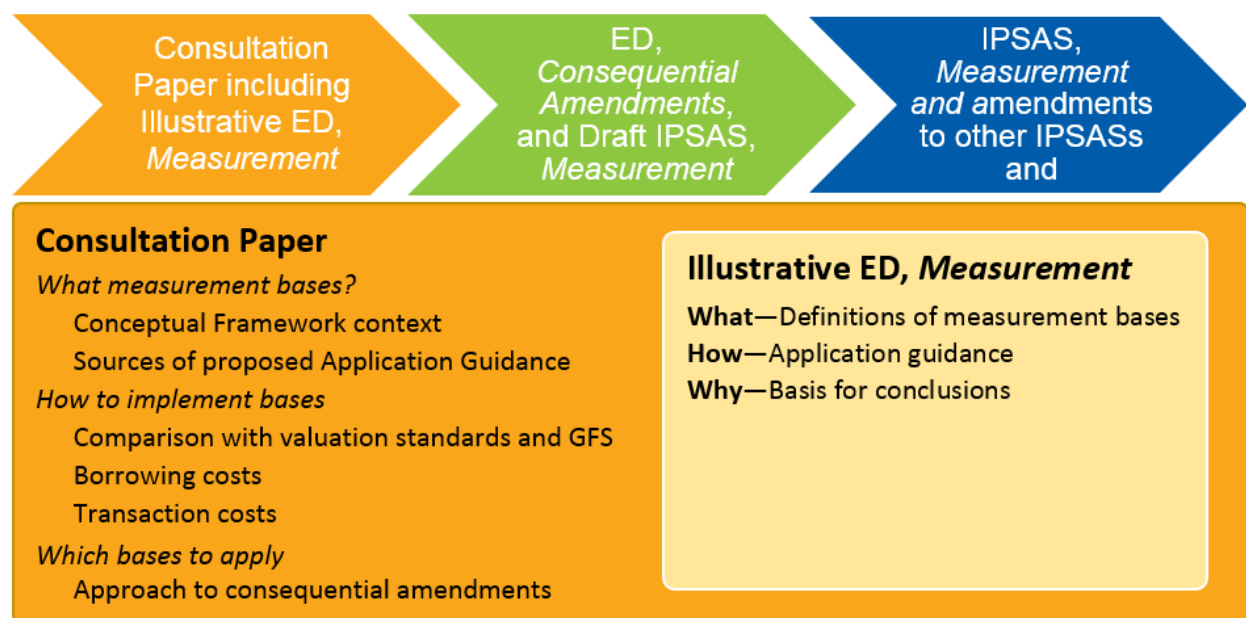 Consultation
Paper including
Illustrative ED,
Measurement
ED,
Consequential
Amendments,
and Draft IPSAS,
Measurement
IPSAS,
Measurement
and amendments
to other IPSASs
and
Consultation Paper
What measurement bases?
Conceptual Framework context
Sources of proposed Application Guidance
How to implement bases
Comparison with valuation standards and GFS
Borrowing costs
Transaction costs
Which bases to apply
Approach to consequential amendments
Illustrative ED, Measurement
What—Definitions of measurement bases
How—Application guidance
Why—Basis for conclusions